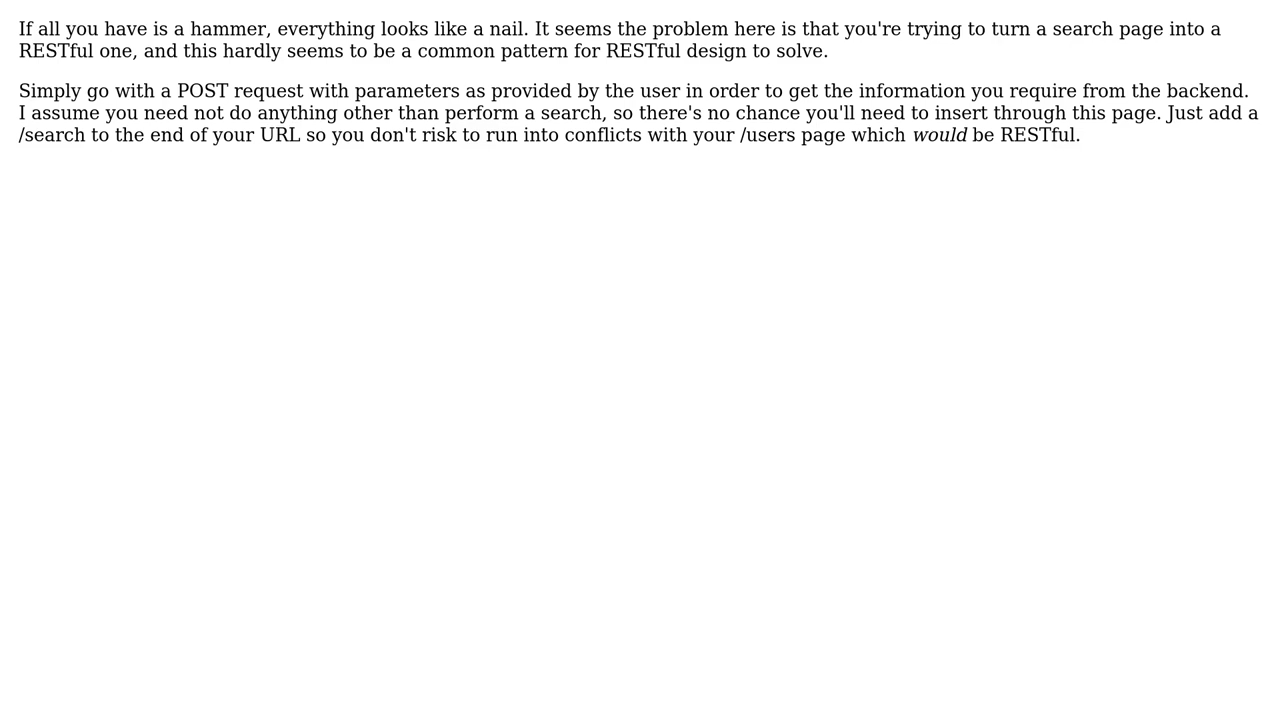 If all you have is a hammer, everything looks like a nail. It seems the problem here is that you're trying to turn a search page into a
RESTful one, and this hardly seems to be a common pattern for RESTful design to solve.
Simply go with a POST request with parameters as provided by the user in order to get the information you require from the backend.
I assume you need not do anything other than perform a search, so there's no chance you'll need to insert through this page. Just add a
/search to the end of your URL so you don't risk to run into conflicts with your /users page which would be RESTful.